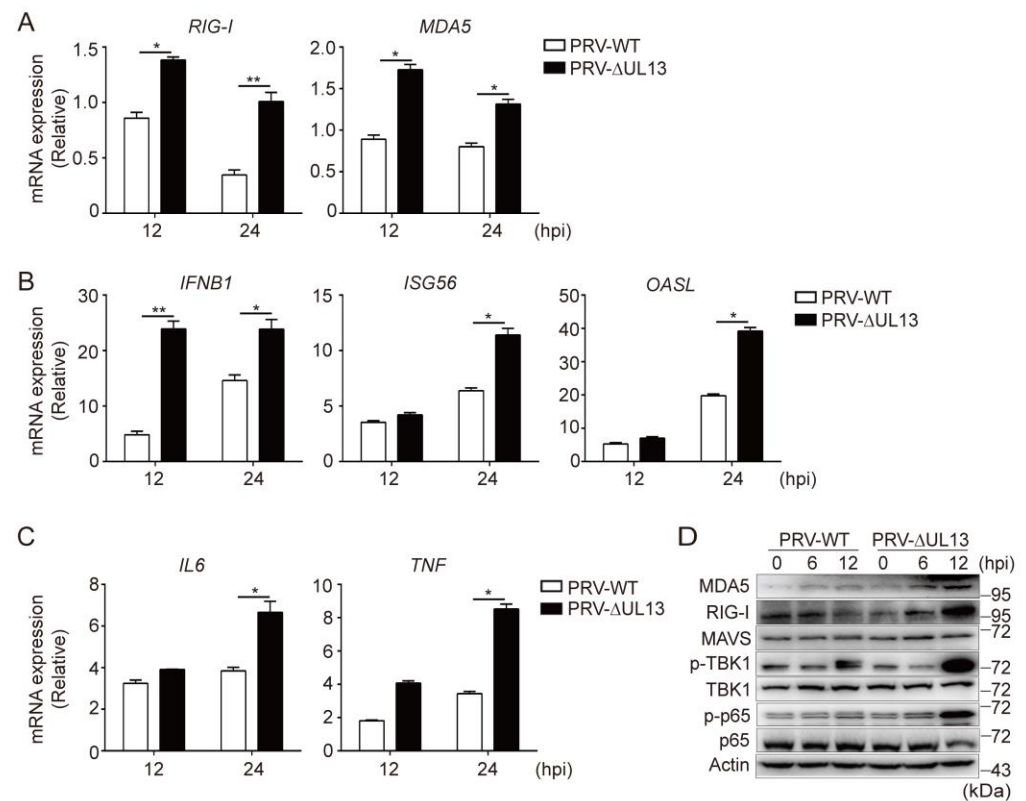 A
RIG-I
MDA5
PRV-WT
PRV-ΔUL13
mRNA expression
(Relative)
1.5
1.0
0.5
0
*
**
12
24
2.0
1.5
1.0
0.5
0
*
*
12
24
(hpi)
B
IFNB1
ISG56
OASL
PRV-WT
PRV-ΔUL13
mRNA expression
(Relative)
30
20
10
0
**
*
12
24
15
10
5
0
*
12
24
50
40
30
20
10
0
*
12
24
(hpi)
C
IL6
TNF
PRV-WT
PRV-ΔUL13
mRNA expression
(Relative)
8
6
4
2
0
*
12
24
10
8
6
4
2
0
*
12
24
(hpi)
D
PRV-WT PRV-ΔUL13
0 6 12 0 6 12 (hpi)
MDA5
–95
RIG-I
–95
MAVS
–72
p-TBK1
–72
TBK1
–72
p-p65
–72
p65
–72
Actin
–43
(kDa)